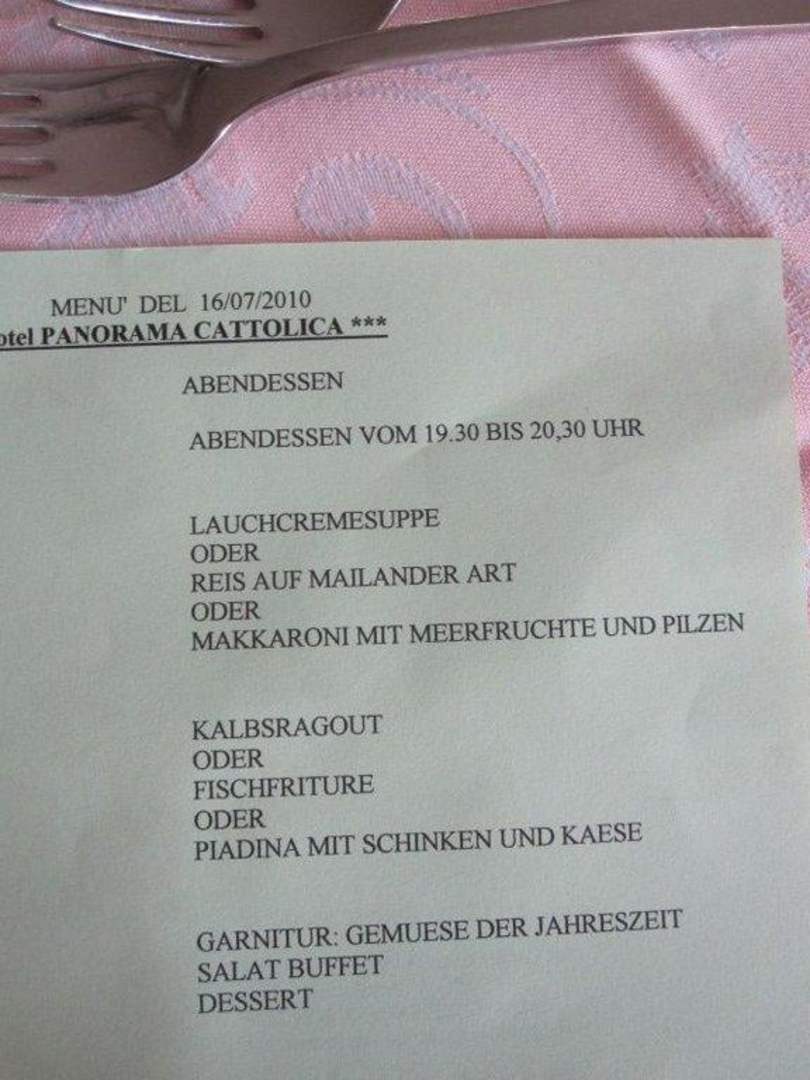 MENU' DEL 16/07/2010
otel PANORAMA CATTOLICA ***
ABENDESSEN
ABENDESSEN VOM 19.30 BIS 20,30 UHR
LAUCHCREMESUPPE
ODER
REIS AUF MAILANDER ART
ODER
MAKKARONI MIT MEERFRUCHTE UND PILZEN
KALBSRAGOUT
ODER
FISCHFRITURE
ODER
PIADINA MIT SCHINKEN UND KAESE
GARNITUR: GEMUESE DER JAHRESZEIT
SALAT BUFFET
DESSERT